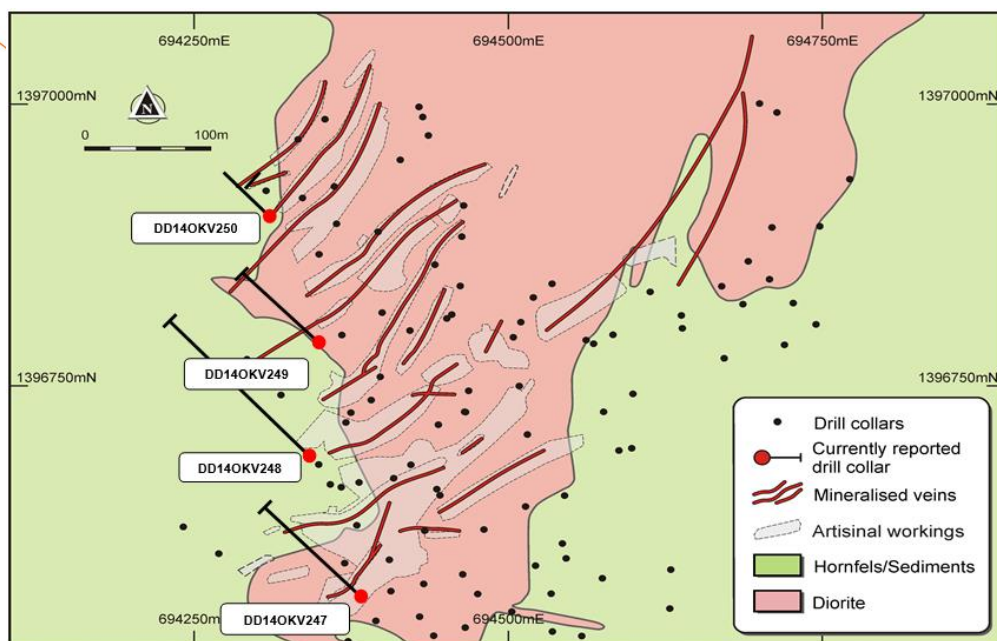 694250mE
694500mE
694750mE
1397000mN
1397000mN
N
0
100m
DD14OKV250
DD14OKV249
1396750mN
1396750mN
DD14OKV248
DD14OKV247
Drill collars
Currently reported
drill collar
Mineralised veins
Artisinal workings
Hornfels/Sediments
Diorite
694250mE
694500mE